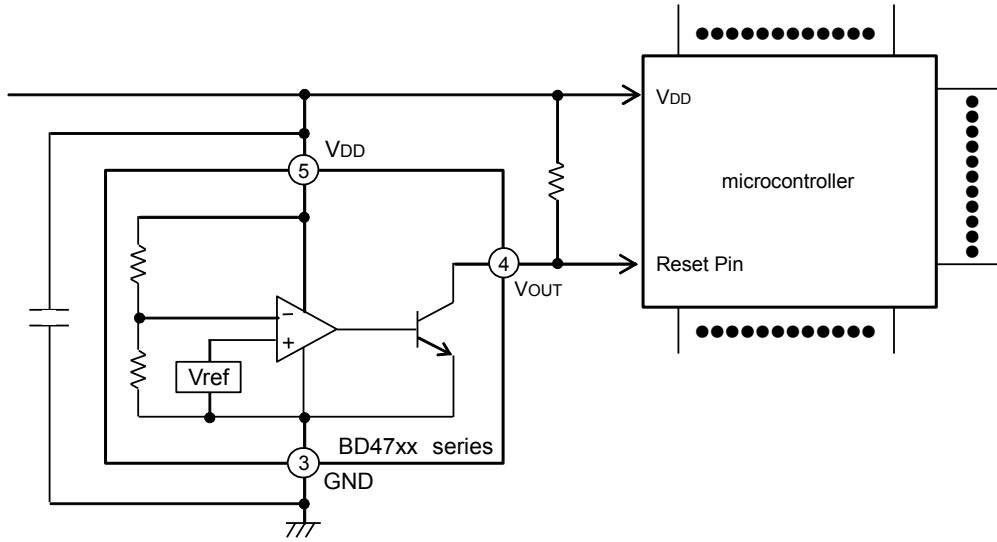 VDD
VDD
5
microcontroller
4
Reset Pin
VOUT
−
+
Vref
BD47xx series
3
GND